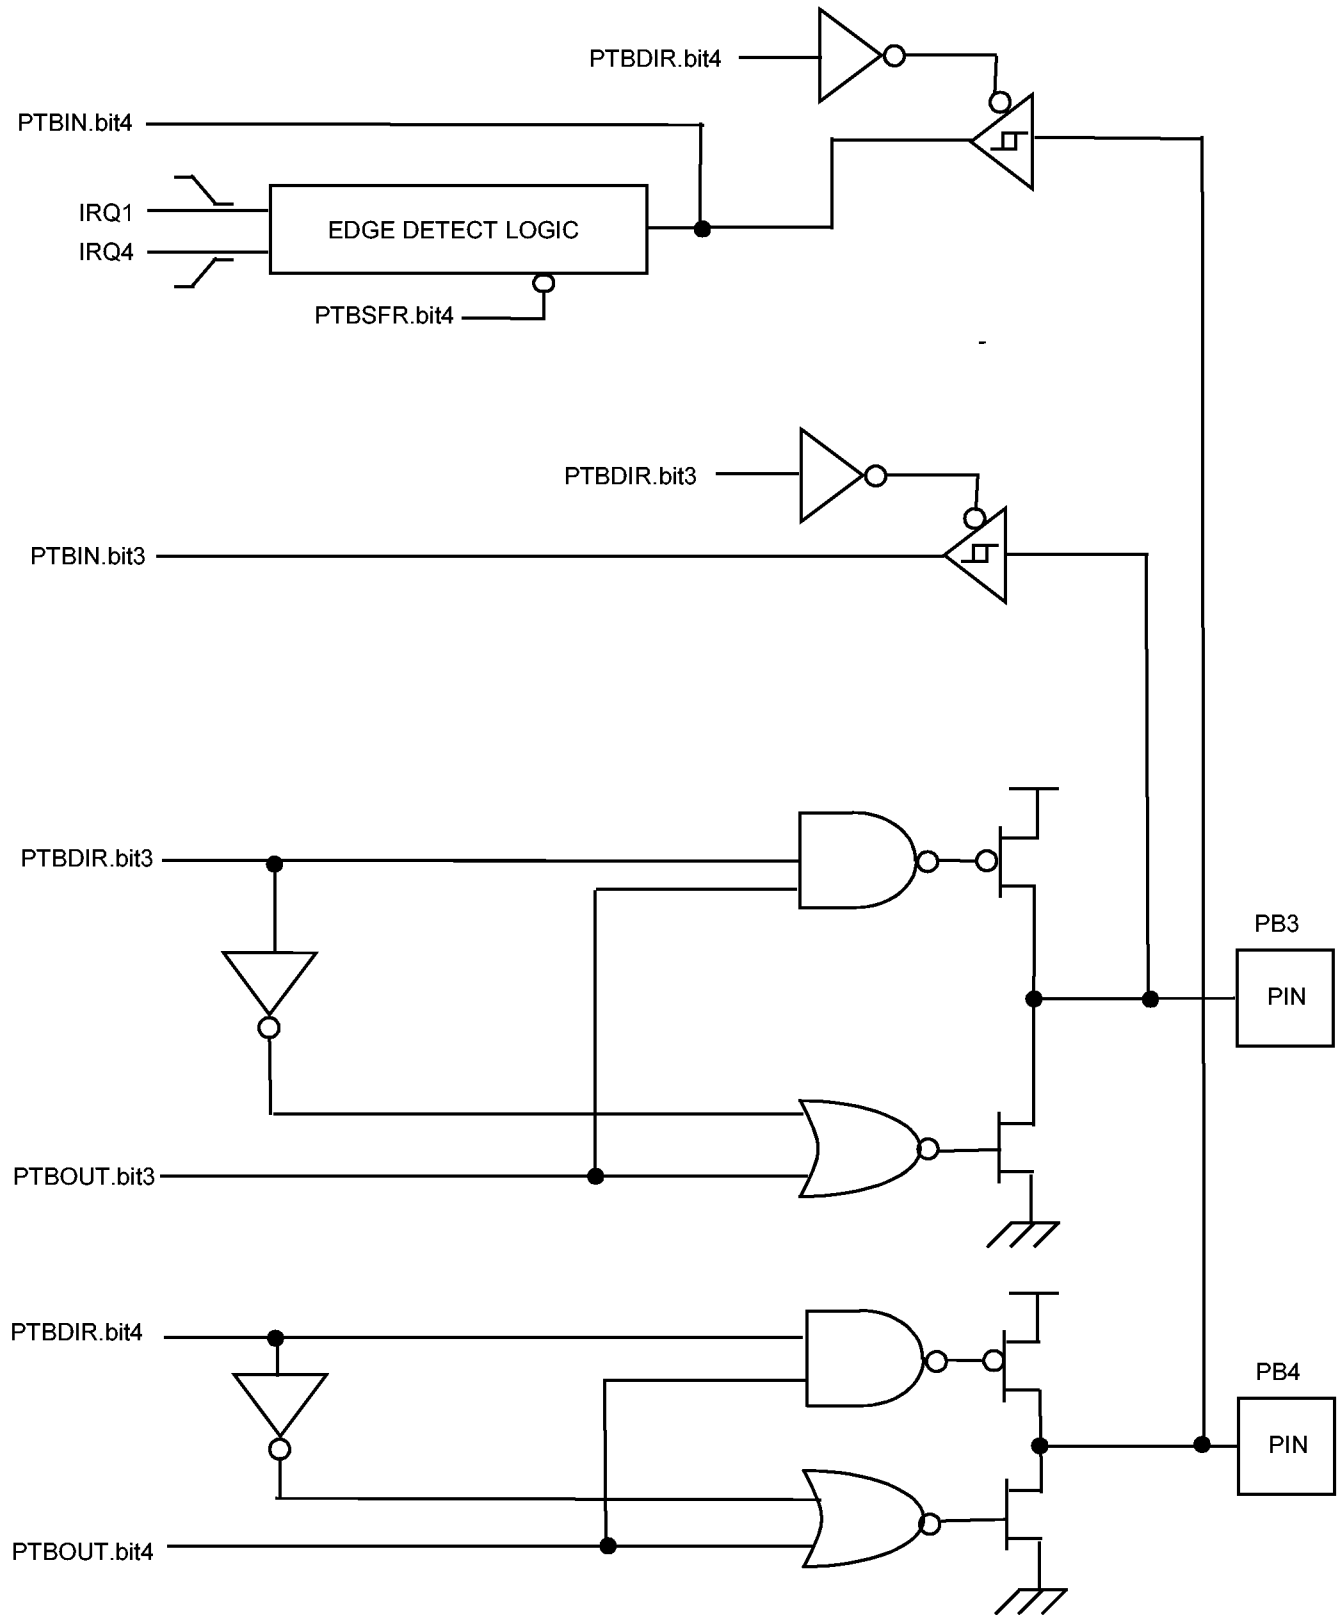 PTBDIR.bit4
PTBIN.bit4
IRQ1
EDGE DETECT LOGIC
IRQ4
PTBSFR.bit4
PTBDIR.bit3
PTBIN.bit3
PTBDIR.bit3
PB3
PIN
PTBOUT.bit3
PTBDIR.bit4
PB4
PIN
PTBOUT.bit4